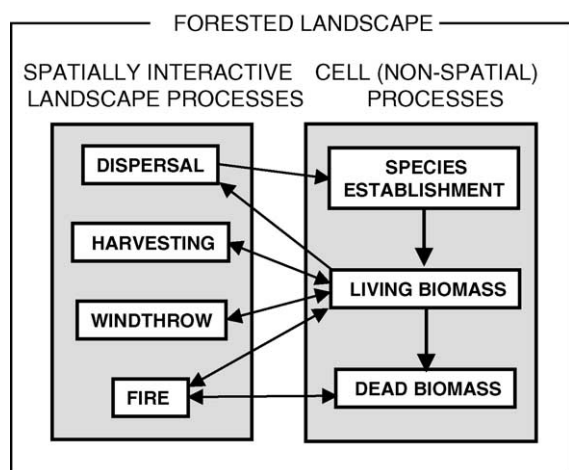 FORESTED LANDSCAPE
SPATIALLY INTERACTIVE
LANDSCAPE PROCESSES
CELL (NON-SPATIAL)
PROCESSES
DISPERSAL
HARVESTING
WINDTHROW
FIRE
SPECIES
ESTABLISHMENT
LIVING BIOMASS
DEAD BIOMASS